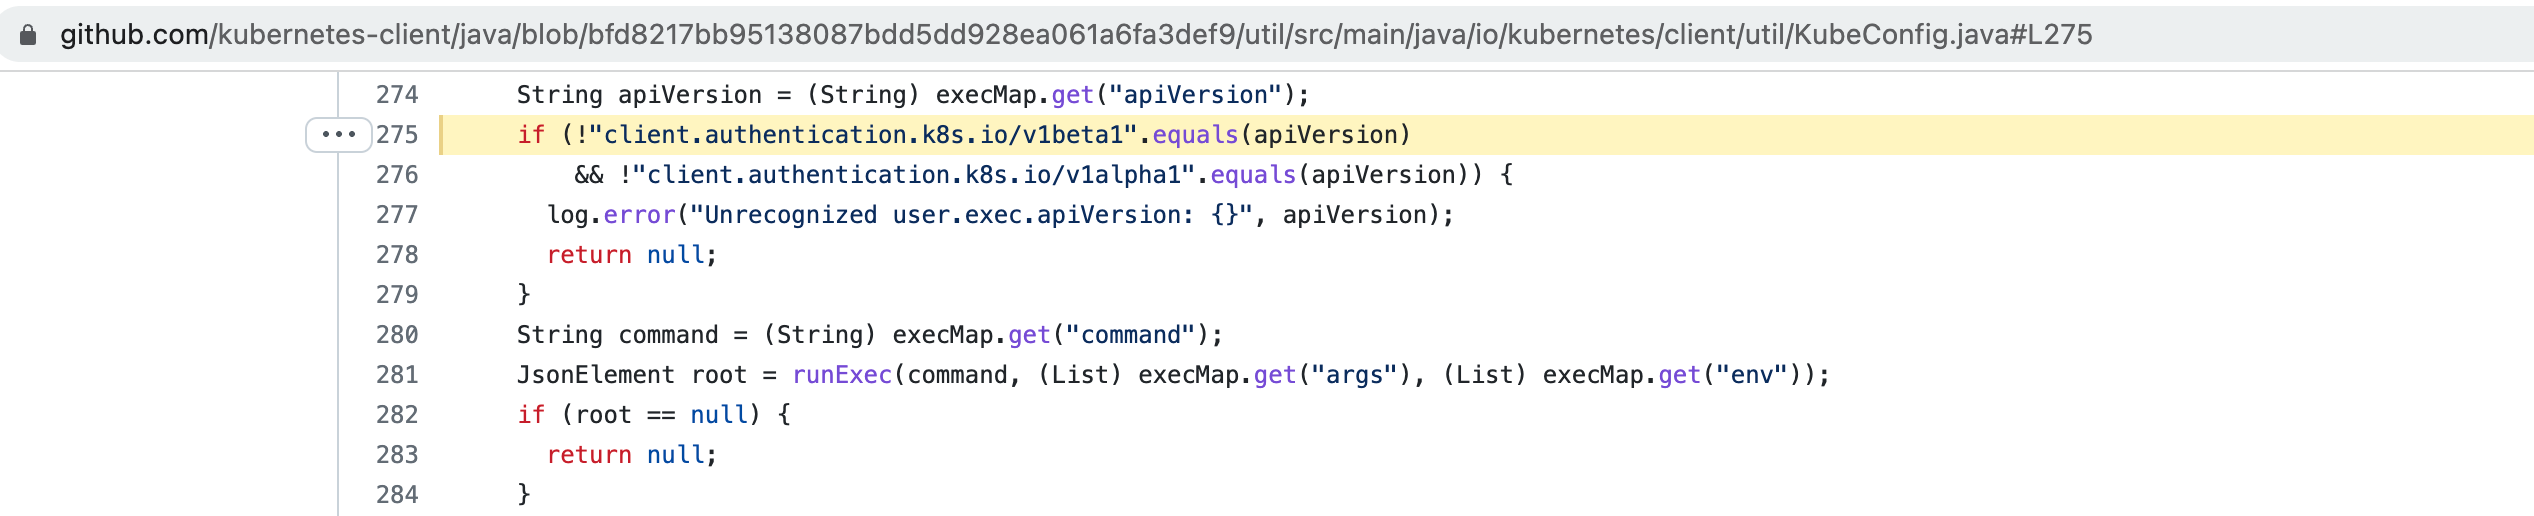 github.com/kubernetes-client/java/blob/bfd8217bb95138087bdd5dd928ea061a6fa3def9/util/src/main/java/io/kubernetes/client/util/KubeConfig.java#L275
274 String apiVersion = (String) execMap.get("apiVersion");
275 if (!"client.authentication.k8s.io/v1beta1".equals(apiVersion)
276 && !"client.authentication.k8s.io/v1alpha1".equals(apiVersion)) {
277 log.error("Unrecognized user.exec.apiVersion: {}", apiVersion);
278 return null;
279 }
280 String command = (String) execMap.get("command");
281 JsonElement root = runExec(command, (List) execMap.get("args"), (List) execMap.get("env"));
282 if (root == null) {
283 return null;
284 }